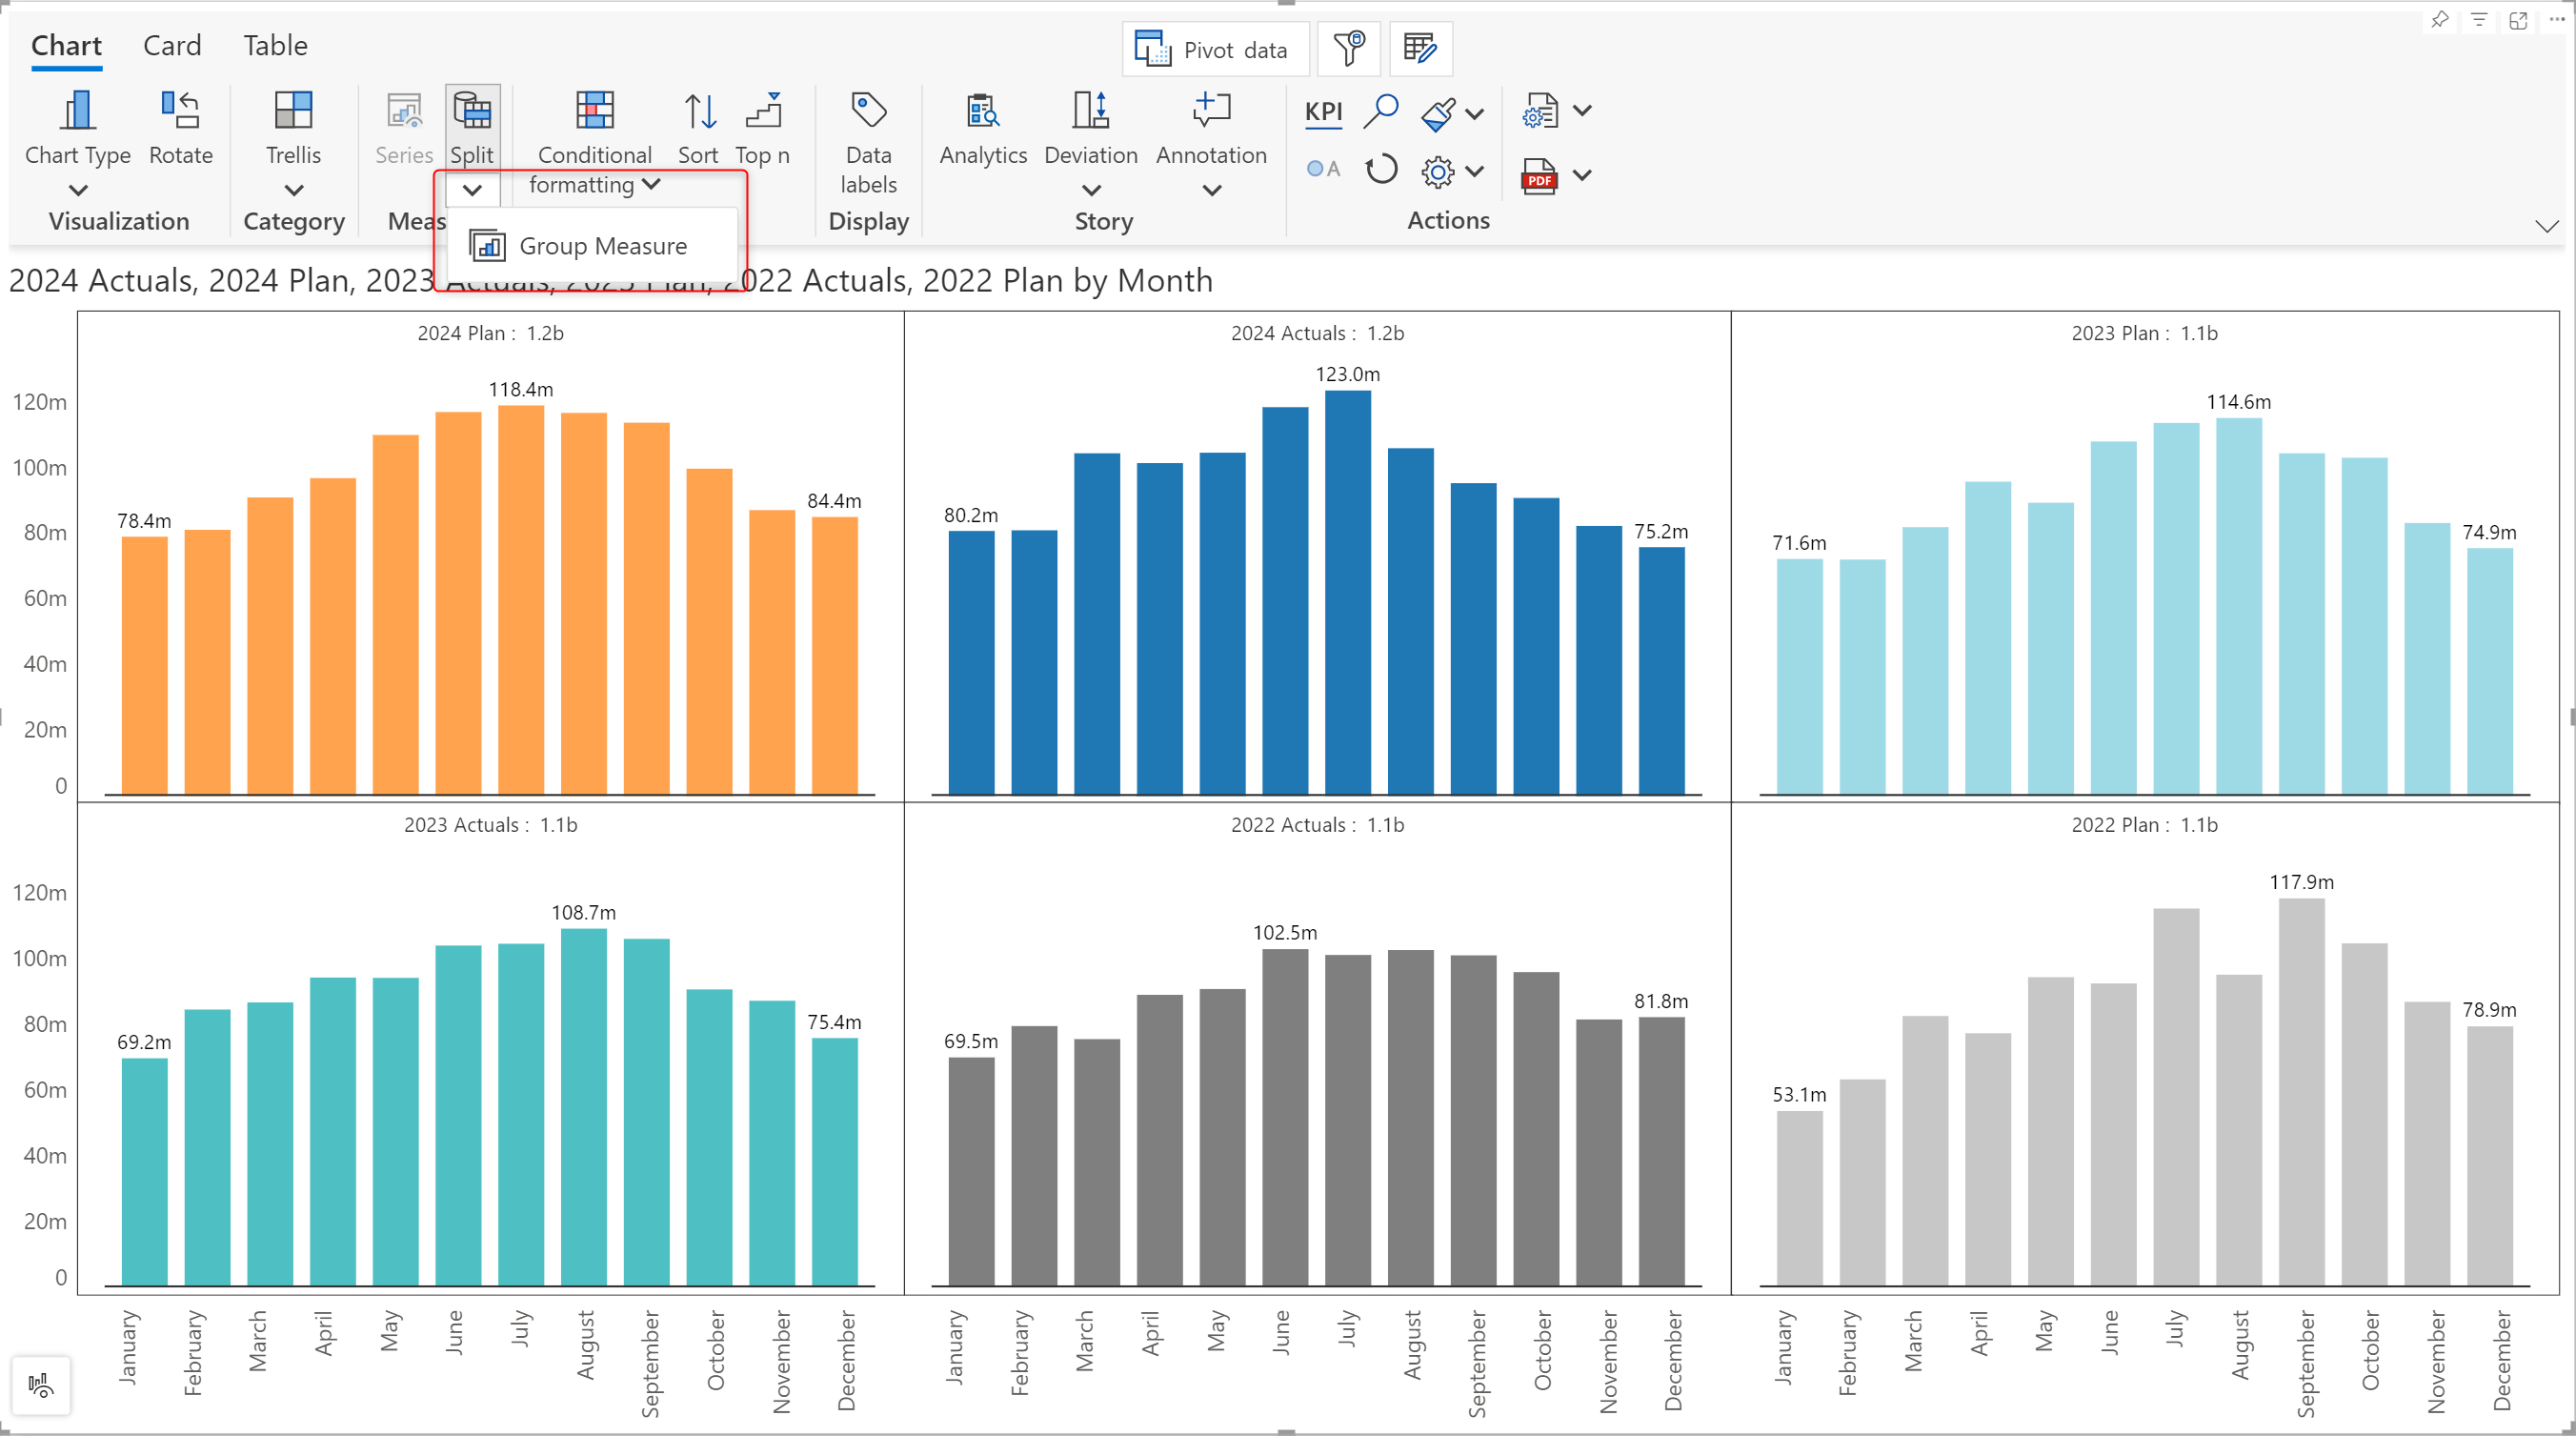 Chart Card Table
Pivot data
Chart Type Rotate Trellis Series Split Conditional formatting Sort Top n Data labels Analytics Deviation Annotation KPI
A
PDF
Visualization Category Meas Display Story Actions
Group Measure
2024 Actuals, 2024 Plan, 2023 Actuals, 2023 Plan, 2022 Actuals, 2022 Plan by Month
2024 Plan : 1.2b
120m
100m
80m
60m
40m
20m
0
78.4m
118.4m
84.4m
2024 Actuals : 1.2b
80.2m
123.0m
75.2m
2023 Plan : 1.1b
71.6m
114.6m
74.9m
2023 Actuals : 1.1b
120m
100m
80m
60m
40m
20m
0
69.2m
108.7m
75.4m
2022 Actuals : 1.1b
69.5m
102.5m
81.8m
2022 Plan : 1.1b
53.1m
117.9m
78.9m
January February March April May June July August September October November December
January February March April May June July August September October November December
January February March April May June July August September October November December